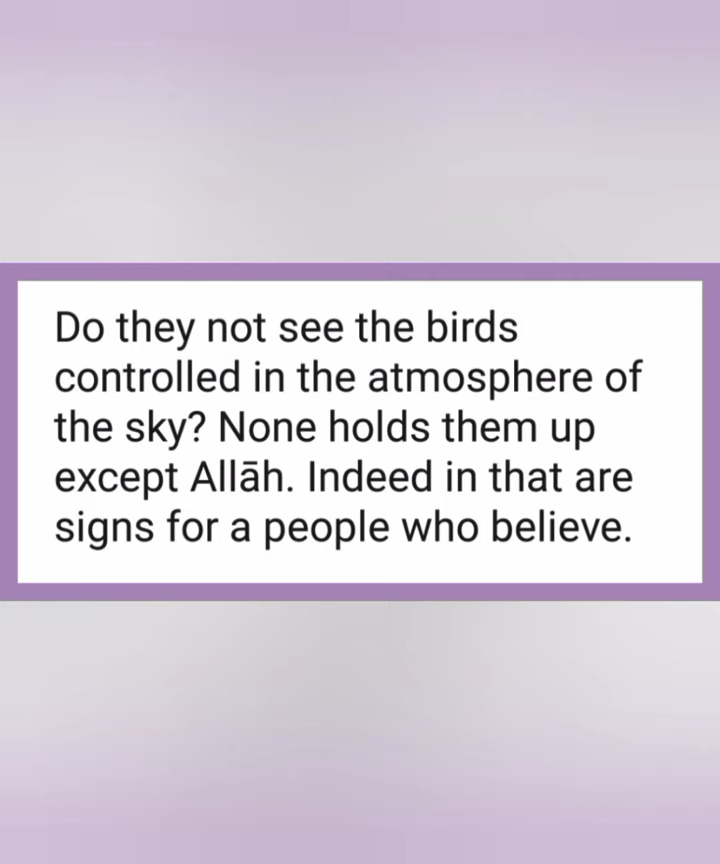 Do they not see the birds
controlled in the atmosphere of
the sky? None holds them up
except Allāh. Indeed in that are
signs for a people who believe.